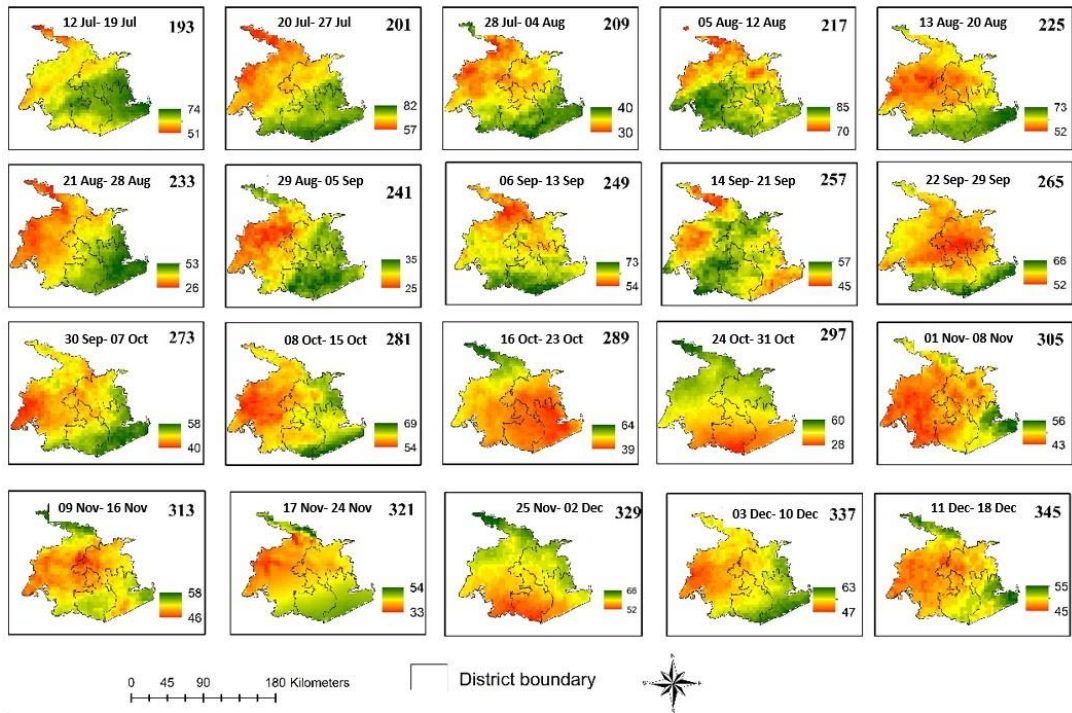 12 Jul- 19 Jul 193
74
51
20 Jul- 27 Jul 201
82
57
28 Jul- 04 Aug 209
40
30
05 Aug- 12 Aug 217
85
70
13 Aug- 20 Aug 225
73
52
21 Aug- 28 Aug 233
53
26
29 Aug- 05 Sep 241
35
25
06 Sep- 13 Sep 249
73
54
14 Sep- 21 Sep 257
57
45
22 Sep- 29 Sep 265
66
52
30 Sep- 07 Oct 273
58
40
08 Oct- 15 Oct 281
69
54
16 Oct- 23 Oct 289
64
39
24 Oct- 31 Oct 297
60
28
01 Nov- 08 Nov 305
56
43
09 Nov- 16 Nov 313
58
46
17 Nov- 24 Nov 321
54
33
25 Nov- 02 Dec 329
52
03 Dec- 10 Dec 337
63
47
11 Dec- 18 Dec 345
55
45
0 45 90 180 Kilometers
District boundary